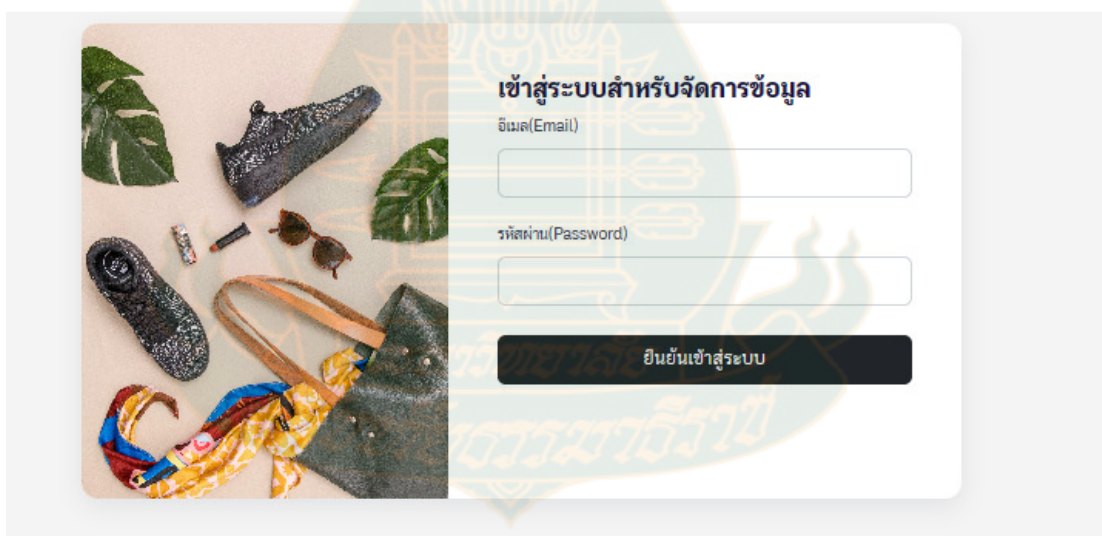 เข้าสู่ระบบสำหรับจัดการข้อมูล
อีเมล(Email)
รหัสผ่าน(Password)
ยืนยันเข้าสู่ระบบ